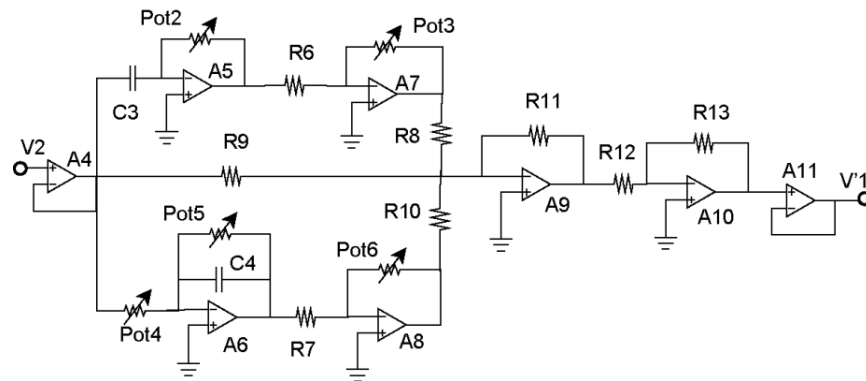 Pot2
Pot3
R6
A5
A7
C3
R11
R13
R8
V2
A4
R9
R12
A11
V'1
Pot5
R10
A9
A10
C4
Pot6
Pot4
A6
R7
A8